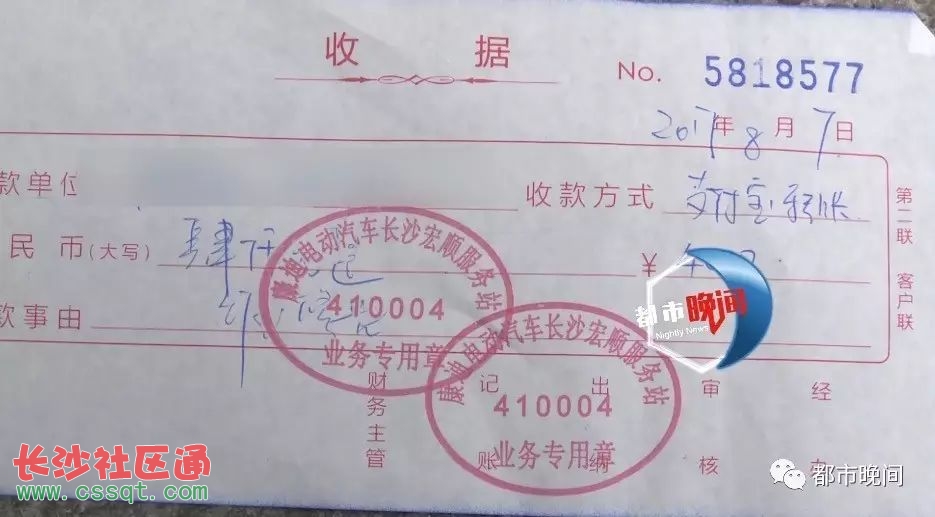 收据
No. 5818577
2017年8月7日
款单位
收款方式 支付宝转账
民币(大写) 肆仟
¥
款事由
第二联 客户联
康迪电动汽车长沙宏顺服务站
410004
业务专用章
康迪电动汽车长沙宏顺服务站
410004
业务专用章
财务主管
记账
出纳
审核
经办
都市晚间
Nightly News
长沙社区通
www.cssqt.com
都市晚间